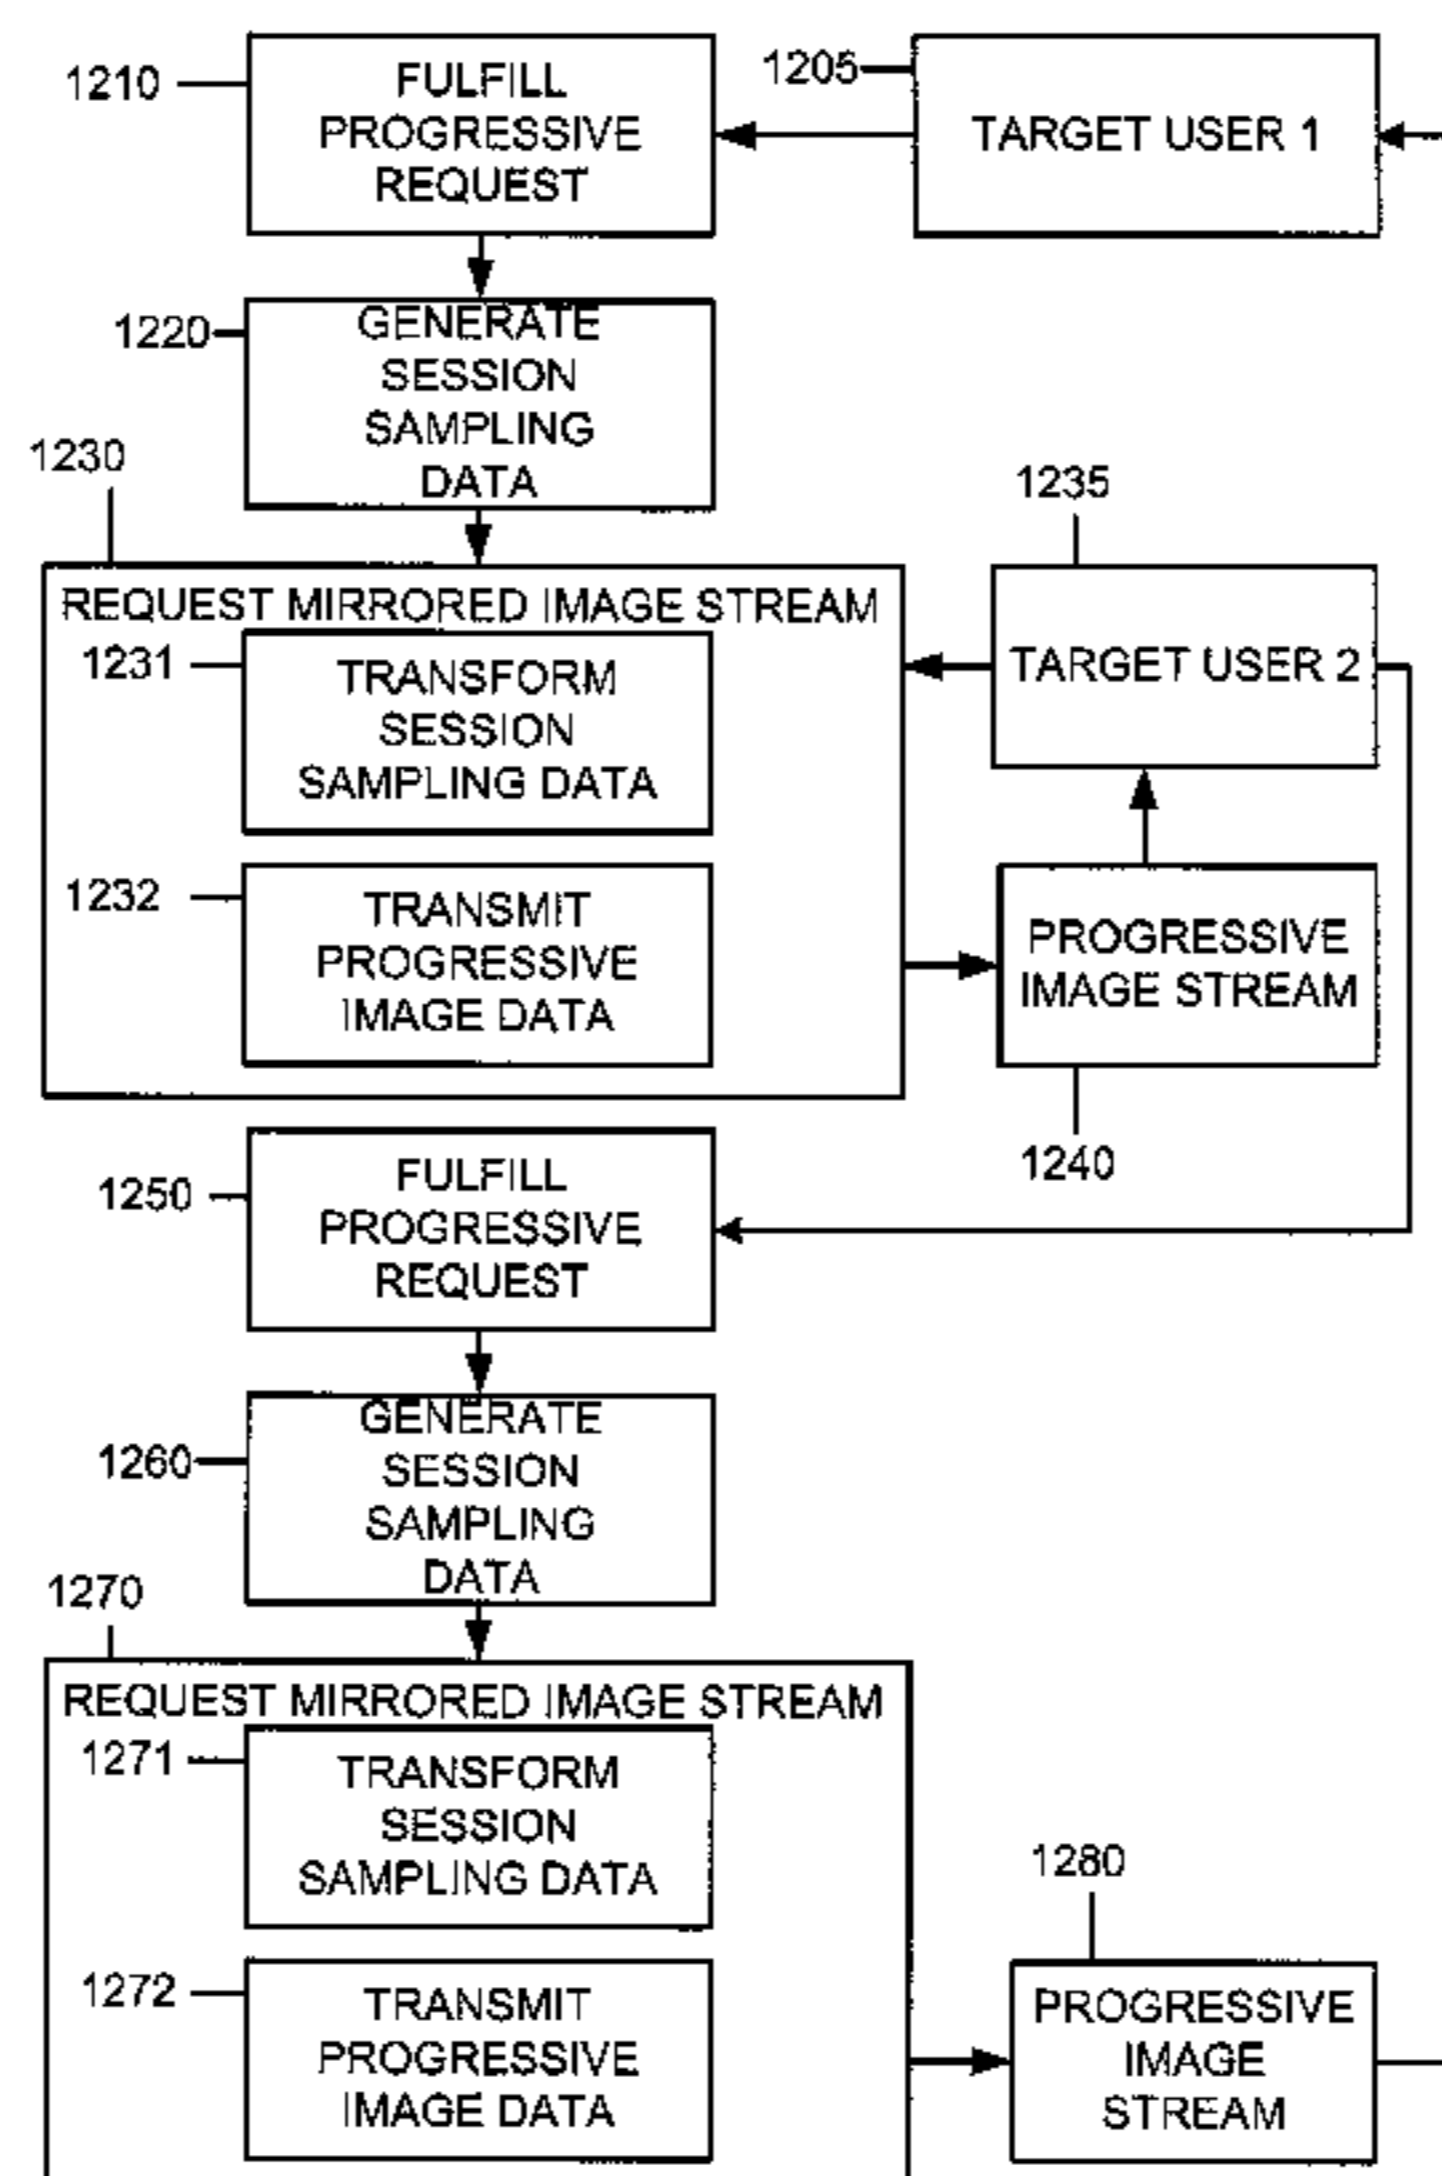 1210
FULFILL
PROGRESSIVE
REQUEST
1205
TARGET USER 1
1220
GENERATE
SESSION
SAMPLING
DATA
1230
REQUEST MIRRORED IMAGE STREAM
1231
TRANSFORM
SESSION
SAMPLING DATA
1232
TRANSMIT
PROGRESSIVE
IMAGE DATA
1235
TARGET USER 2
PROGRESSIVE
IMAGE STREAM
1240
1250
FULFILL
PROGRESSIVE
REQUEST
1260
GENERATE
SESSION
SAMPLING
DATA
1270
REQUEST MIRRORED IMAGE STREAM
1271
TRANSFORM
SESSION
SAMPLING DATA
1272
TRANSMIT
PROGRESSIVE
IMAGE DATA
1280
PROGRESSIVE
IMAGE
STREAM